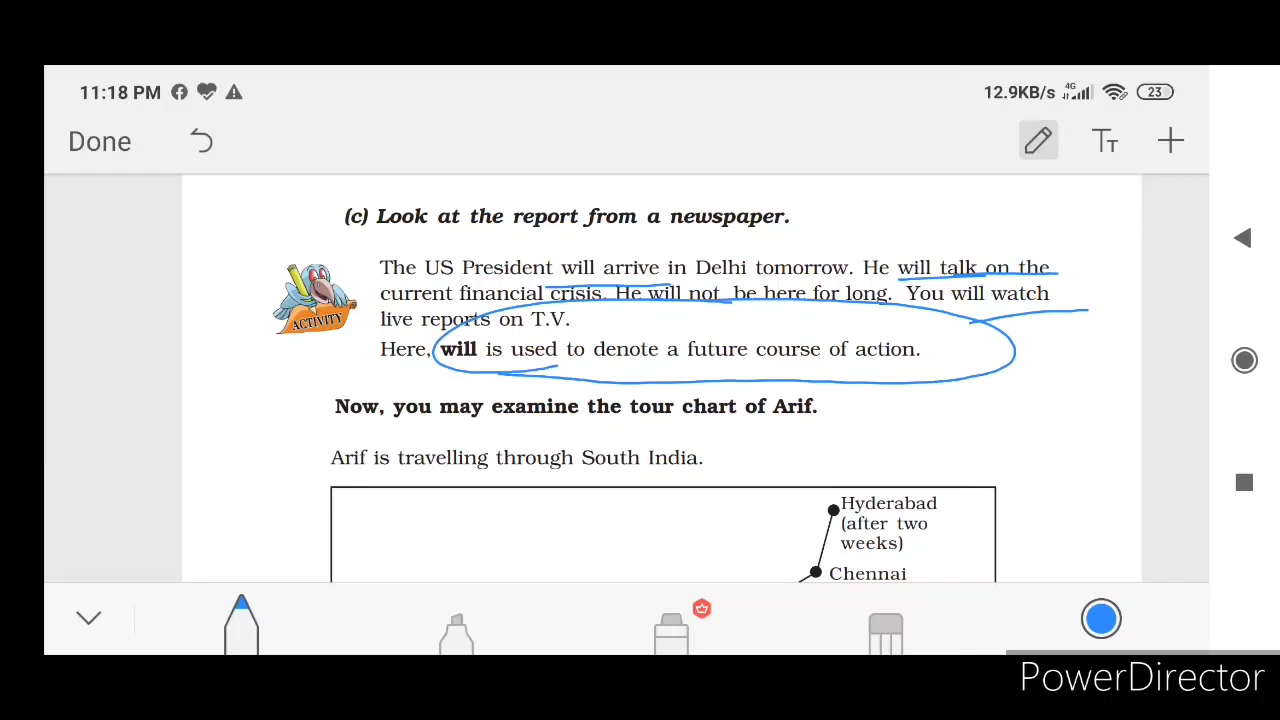 11:18 PM
12.9KB/s 4G 23
Done
TT
(c) Look at the report from a newspaper.
The US President will arrive in Delhi tomorrow. He will talk on the
current financial crisis. He will not be here for long. You will watch
live reports on T.V.
ACTIVITY
Here, will is used to denote a future course of action.
Now, you may examine the tour chart of Arif.
Arif is travelling through South India.
Hyderabad
(after two
weeks)
Chennai
PowerDirector